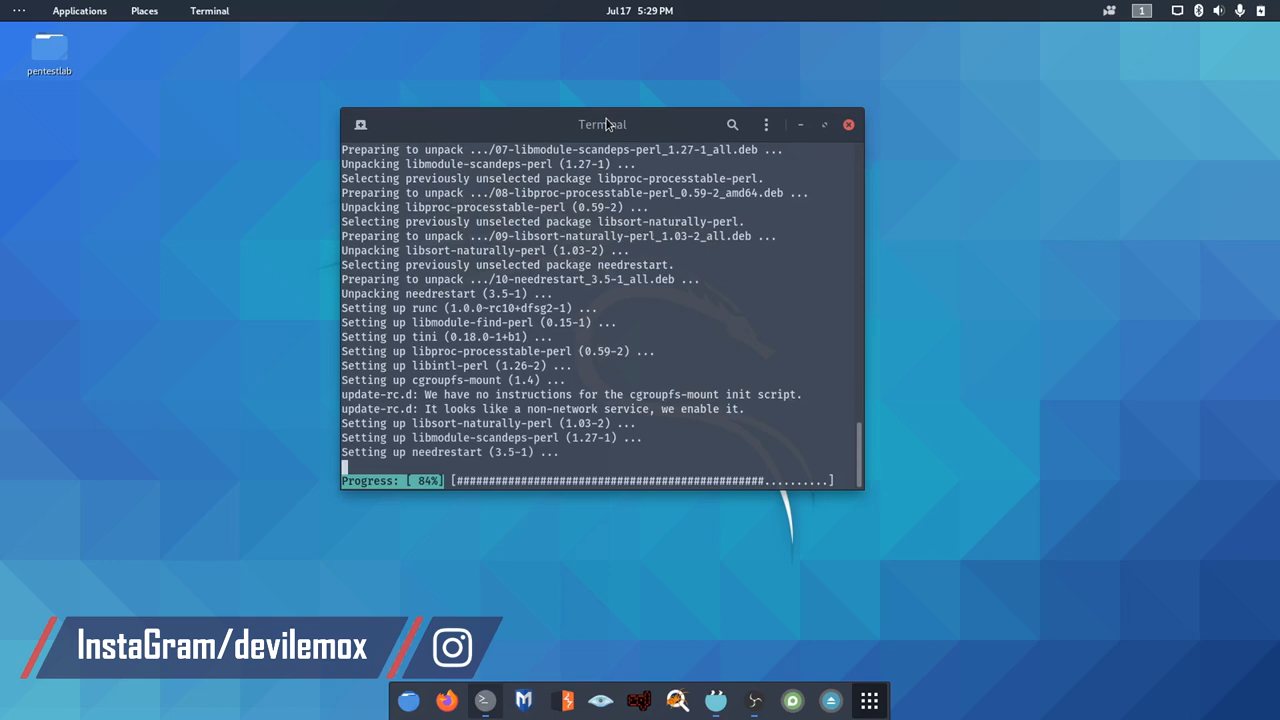 Applications Places Terminal Jul 17 5:29 PM 1
pentestlab
Terminal
Preparing to unpack .../07-libmodule-scandeps-perl_1.27-1_all.deb ...
Unpacking libmodule-scandeps-perl (1.27-1) ...
Selecting previously unselected package libproc-processtable-perl.
Preparing to unpack .../08-libproc-processtable-perl_0.59-2_amd64.deb ...
Unpacking libproc-processtable-perl (0.59-2) ...
Selecting previously unselected package libsort-naturally-perl.
Preparing to unpack .../09-libsort-naturally-perl_1.03-2_all.deb ...
Unpacking libsort-naturally-perl (1.03-2) ...
Selecting previously unselected package needrestart.
Preparing to unpack .../10-needrestart_3.5-1_all.deb ...
Unpacking needrestart (3.5-1) ...
Setting up runc (1.0.0~rc10+dfsg2-1) ...
Setting up libmodule-find-perl (0.15-1) ...
Setting up tini (0.18.0-1+b1) ...
Setting up libproc-processtable-perl (0.59-2) ...
Setting up libintl-perl (1.26-2) ...
Setting up cgroupfs-mount (1.4) ...
update-rc.d: We have no instructions for the cgroupfs-mount init script.
update-rc.d: It looks like a non-network service, we enable it.
Setting up libsort-naturally-perl (1.03-2) ...
Setting up libmodule-scandeps-perl (1.27-1) ...
Setting up needrestart (3.5-1) ...
Progress: [ 84%] [################################################..........]
InstaGram/devilemox